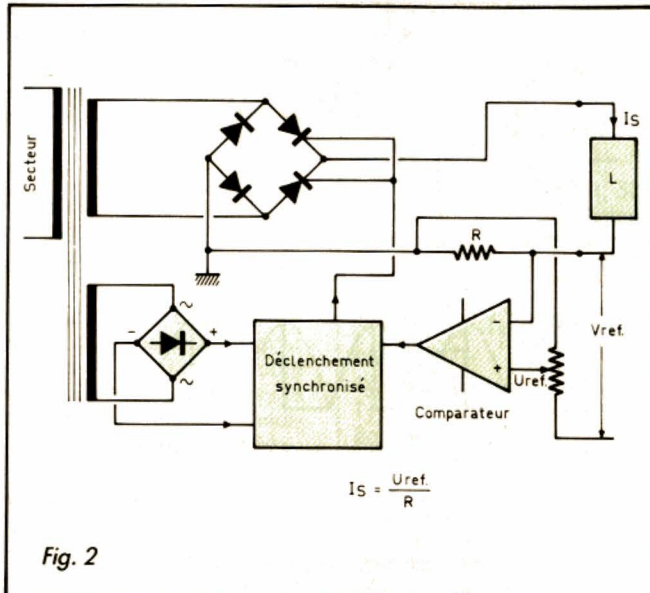 Secteur
IS
L
R
-
~
- +
~
Déclenchement
synchronisé
-
+
Uref.
Comparateur
Vref.
IS = Uref. / R
Fig. 2